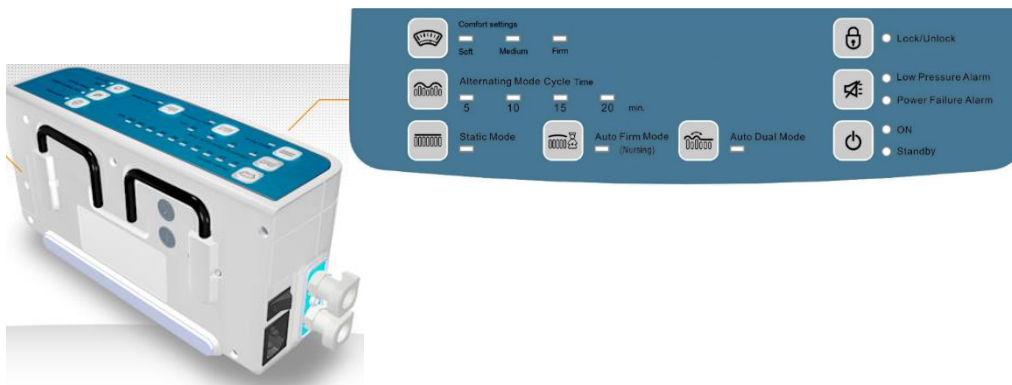 Comfort settings
Soft Medium Firm
Lock/Unlock
Alternating Mode Cycle Time
5 10 15 20 min.
Low Pressure Alarm
Power Failure Alarm
Static Mode
Auto Firm Mode
(Nursing)
Auto Dual Mode
ON
Standby